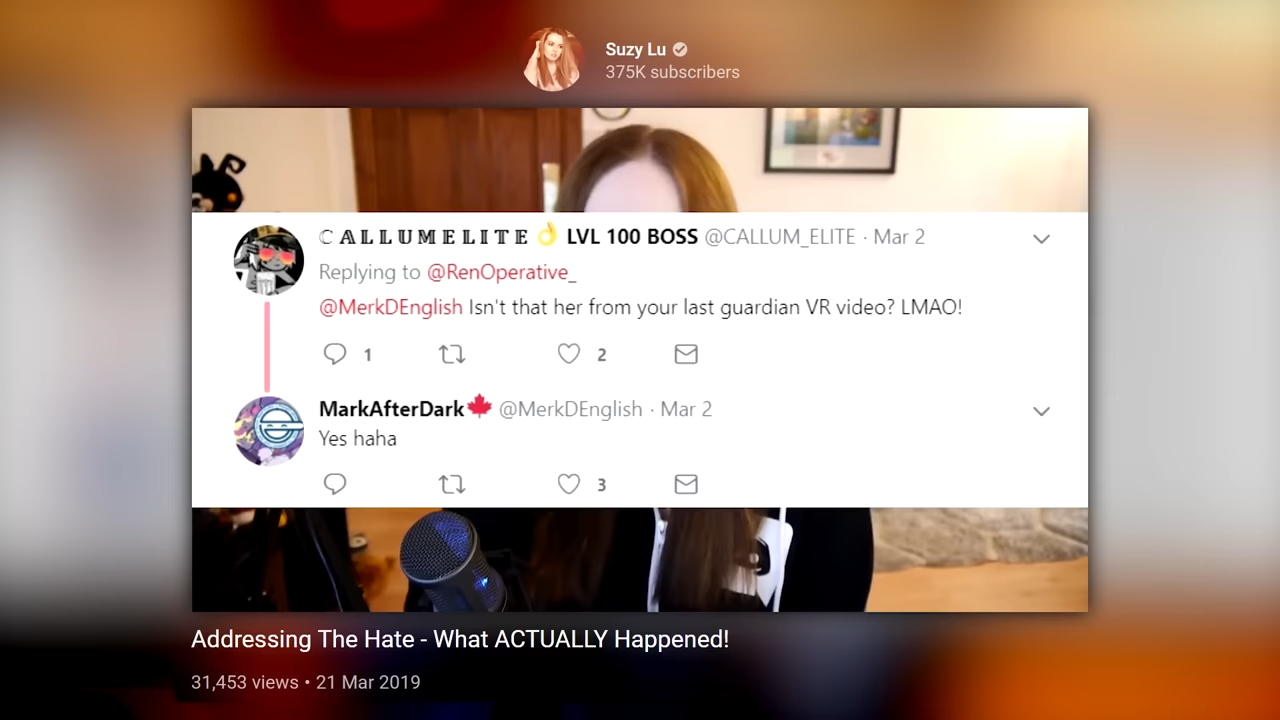 Suzy Lu
375K subscribers
ℂ𝔸𝕃𝕃𝕌𝕄𝔼𝕃𝕀𝕋𝔼 👌 LVL 100 BOSS @CALLUM_ELITE · Mar 2
Replying to @RenOperative_
@MerkDEnglish Isn't that her from your last guardian VR video? LMAO!
1 2
MarkAfterDark🍁 @MerkDEnglish · Mar 2
Yes haha
3
Addressing The Hate - What ACTUALLY Happened!
31,453 views • 21 Mar 2019